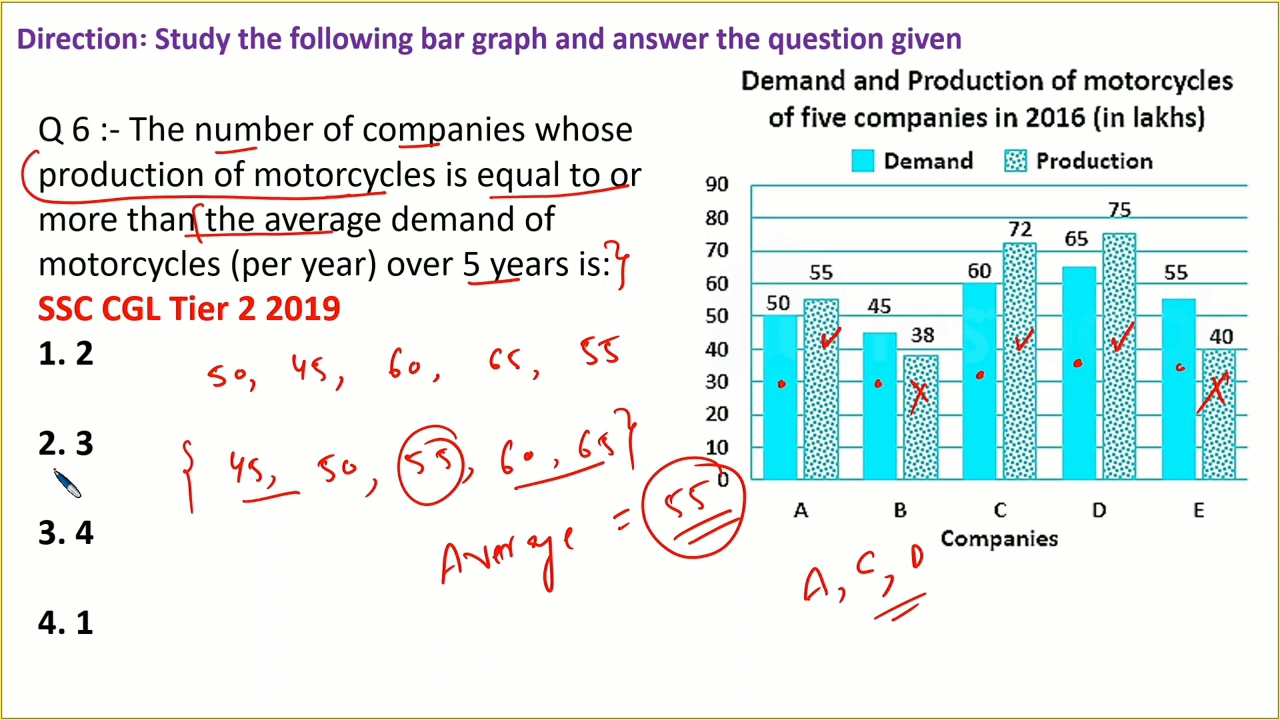 Direction: Study the following bar graph and answer the question given
Q 6 :- The number of companies whose
production of motorcycles is equal to or
more than the average demand of
motorcycles (per year) over 5 years is:}
SSC CGL Tier 2 2019
1. 2
50, 45, 60, 65, 55
2. 3
{ 45, 50, 55, 60, 65 }
Average = 55
3. 4
4. 1
Demand and Production of motorcycles
of five companies in 2016 (in lakhs)
Demand Production
90
80
70
60
50
40
30
20
10
0
50 55 45 38 60 72 65 75 55 40
A B C D E
Companies
A, C, D